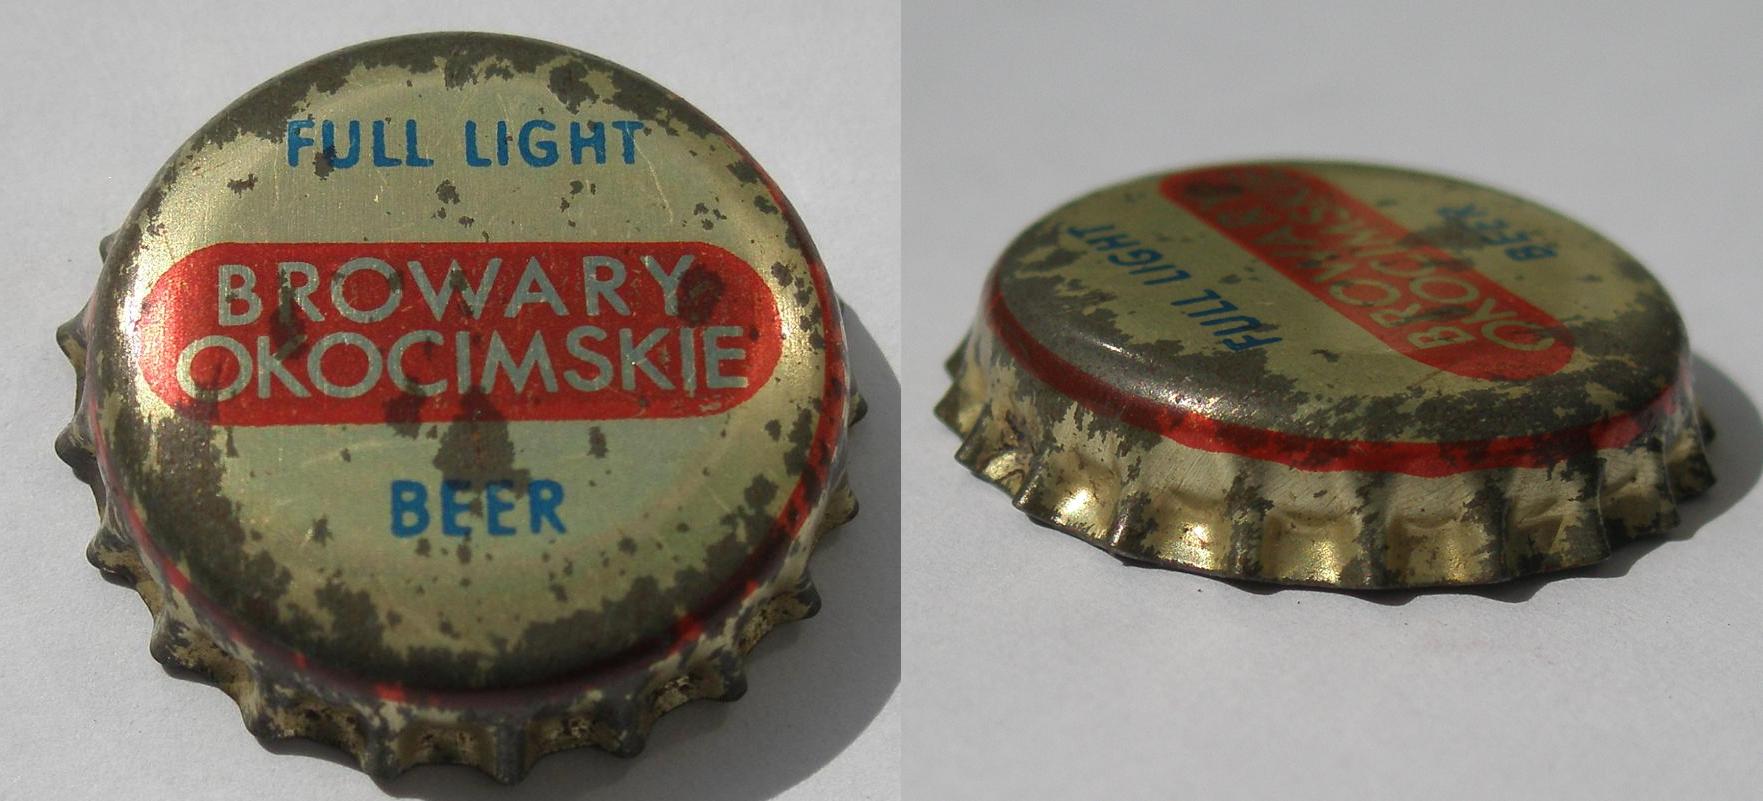 FULL LIGHT
BROWARY
OKOCIMSKIE
BEER
FULL LIGHT
BROWARY
OKOCIMSKIE
BEER